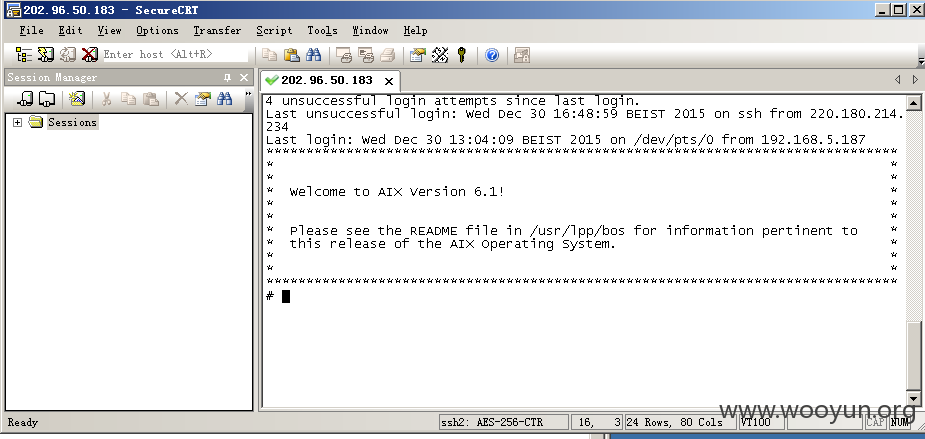 202.96.50.183 - SecureCRT
File Edit View Options Transfer Script Tools Window Help
Enter host <Alt+R>
Session Manager
202.96.50.183
Sessions
4 unsuccessful login attempts since last login.
Last unsuccessful login: Wed Dec 30 16:48:59 BEIST 2015 on ssh from 220.180.214.
234
Last login: Wed Dec 30 13:04:09 BEIST 2015 on /dev/pts/0 from 192.168.5.187
*******************************************************************************
*                                                                             *
*                                                                             *
*  Welcome to AIX Version 6.1!                                                *
*                                                                             *
*                                                                             *
*  Please see the README file in /usr/lpp/bos for information pertinent to    *
*  this release of the AIX Operating System.                                  *
*                                                                             *
*                                                                             *
*******************************************************************************
#
www.wooyun.org
Ready ssh2: AES-256-CTR 16, 3 24 Rows, 80 Cols VT100 CAP NUM